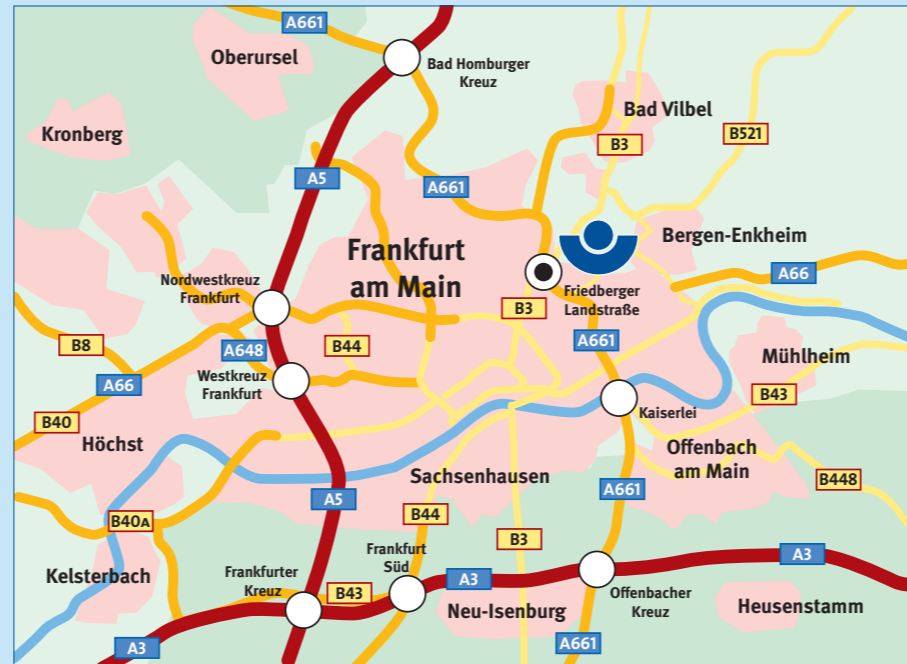 A661
Oberursel
Bad Homburger
Kreuz
Kronberg
Bad Vilbel
B3
B521
A5
A661
Frankfurt
am Main
Bergen-Enkheim
Nordwestkreuz
Frankfurt
A66
Friedberger
Landstraße
B3
B8
A648
B44
A661
Mühlheim
A66
Westkreuz
Frankfurt
B43
B40
Kaiserlei
Höchst
Offenbach
am Main
Sachsenhausen
B448
A5
A661
B40A
B44
B3
Frankfurt
Süd
A3
Kelsterbach
Frankfurter
Kreuz
B43
A3
Offenbacher
Kreuz
Neu-Isenburg
Heusenstamm
A3
A661